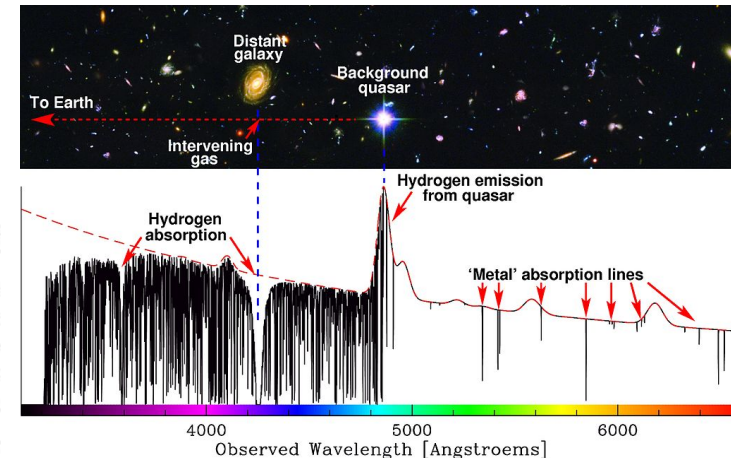 Distant
galaxy
Background
quasar
To Earth
Intervening
gas
Hydrogen emission
from quasar
Hydrogen
absorption
‘Metal’ absorption lines
4000 5000 6000
Observed Wavelength [Angstroems]